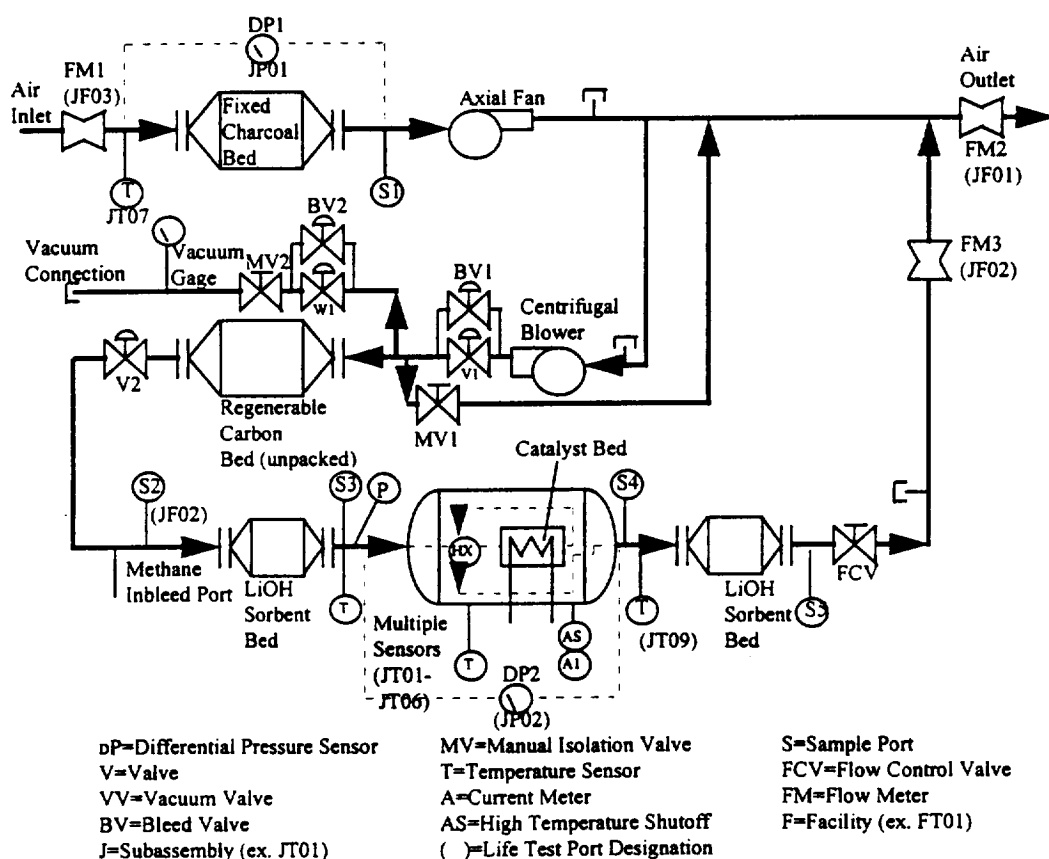 DP1
JP01
FM1
(JF03)
Air
Inlet
Fixed
Charcoal
Bed
Axial Fan
Air
Outlet
FM2
(JF01)
T
JT07
S1
BV2
Vacuum
Connection
Vacuum
Gage
MV2
W1
BV1
V1
Centrifugal
Blower
FM3
(JF02)
V2
Regenerable
Carbon
Bed (unpacked)
MV1
Catalyst Bed
S2
(JF02)
S3
P
S4
HX
Methane
Inbleed Port
LiOH
Sorbent
Bed
T
Multiple
Sensors
(JT01-
JT06)
T
AS
A1
T
(JT09)
LiOH
Sorbent
Bed
S5
FCV
DP2
(JP02)
DP=Differential Pressure Sensor
V=Valve
VV=Vacuum Valve
BV=Bleed Valve
J=Subassembly (ex. JT01)
MV=Manual Isolation Valve
T=Temperature Sensor
A=Current Meter
AS=High Temperature Shutoff
( )=Life Test Port Designation
S=Sample Port
FCV=Flow Control Valve
FM=Flow Meter
F=Facility (ex. FT01)